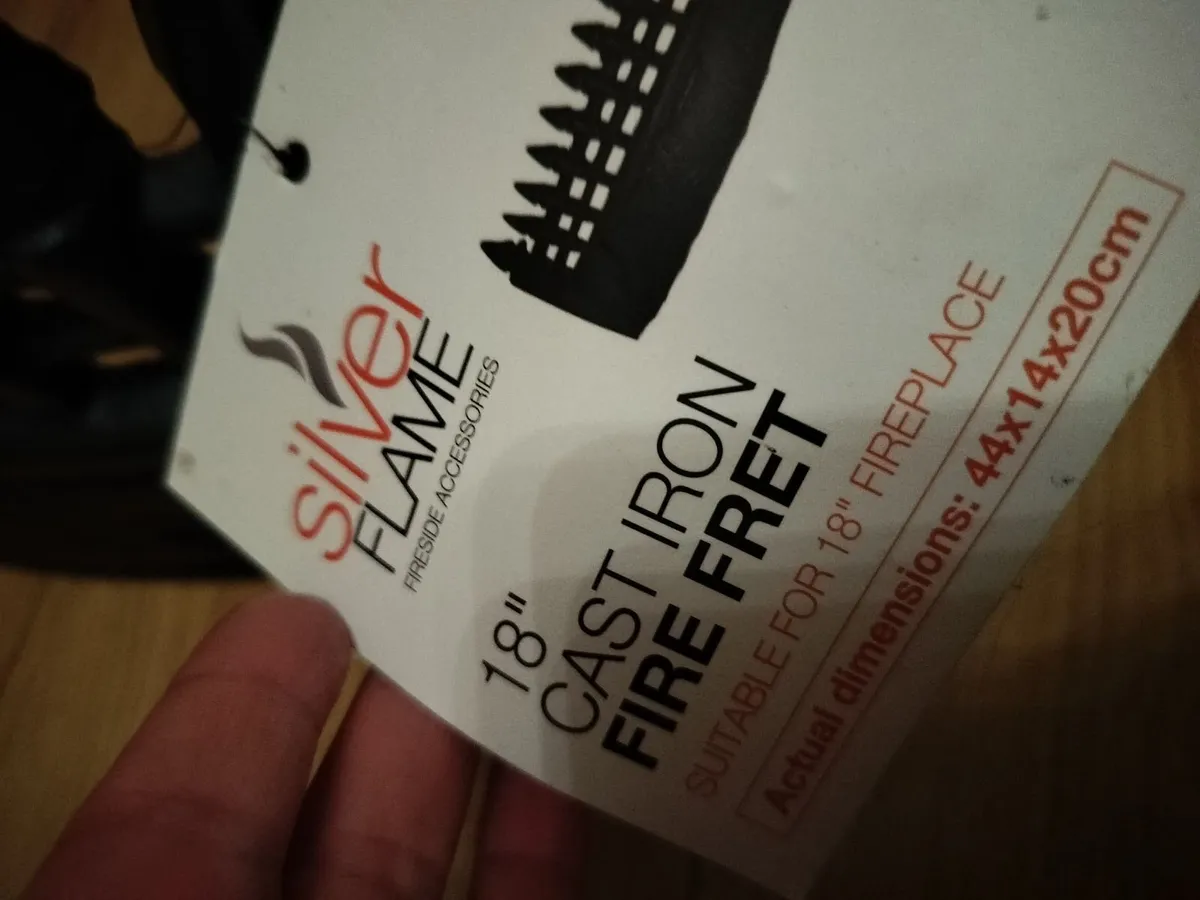 silver
FLAME
FIRESIDE ACCESSORIES
18"
CAST IRON
FIRE FRET
SUITABLE FOR 18" FIREPLACE
Actual dimensions: 44x14x20cm